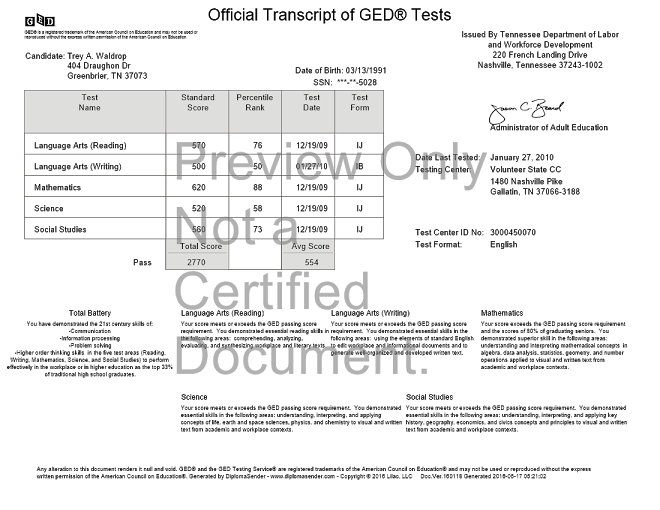 Official Transcript of GED® Tests
GED
GED® is a registered trademark of the American Council on Education and may not be used or
reproduced without the express written permission of the American Council on Education
Issued By Tennessee Department of Labor
and Workforce Development
220 French Landing Drive
Nashville, Tennessee 37243-1002
Candidate: Trey A. Waldrop
404 Draughon Dr
Greenbrier, TN 37073
Date of Birth: 03/13/1991
SSN: ***-**-5028
Test Name Standard Score Percentile Rank Test Date Test Form
Language Arts (Reading) 570 76 12/19/09 IJ
Language Arts (Writing) 500 50 01/27/10 IB
Mathematics 620 88 12/19/09 IJ
Science 520 58 12/19/09 IJ
Social Studies 560 73 12/19/09 IJ
Total Score Avg Score
Pass 2770 554
Administrator of Adult Education
Date Last Tested: January 27, 2010
Testing Center: Volunteer State CC
1480 Nashville Pike
Gallatin, TN 37066-3188
Test Center ID No: 3000450070
Test Format: English
Preview Only
Not a
Certified
Document.
Total Battery
You have demonstrated the 21st century skills of:
-Communication
-Information processing
-Problem solving
-Higher order thinking skills in the five test areas (Reading,
Writing, Mathematics, Science, and Social Studies) to perform
effectively in the workplace or in higher education as the top 33%
of traditional high school graduates.
Language Arts (Reading)
Your score meets or exceeds the GED passing score
requirement. You demonstrated essential reading skills in
the following areas: comprehending, analyzing,
evaluating, and synthesizing workplace and literary texts.
Language Arts (Writing)
Your score meets or exceeds the GED passing score
requirement. You demonstrated essential skills in the
following areas: using the elements of standard English
to edit workplace and informational documents and to
generate well-organized and developed written text.
Mathematics
Your score meets or exceeds the GED passing score requirement
and the scores of 80% of graduating seniors. You
demonstrated superior skill in the following areas:
understanding and interpreting mathematical concepts in
algebra, data analysis, statistics, geometry, and number
operations applied to visual and written text from
academic and workplace contexts.
Science
Your score meets or exceeds the GED passing score requirement. You demonstrated
essential skills in the following areas: understanding, interpreting, and applying
concepts of life, earth and space sciences, physics, and chemistry to visual and written
text from academic and workplace contexts.
Social Studies
Your score meets or exceeds the GED passing score requirement. You demonstrated
essential skills in the following areas: understanding, interpreting, and applying key
history, geography, economics, and civics concepts and principles to visual and written
text from academic and workplace contexts.
Any alteration to this document renders it null and void. GED® and the GED Testing Service® are registered trademarks of the American Council on Education® and may not be used or reproduced without the express
written permission of the American Council on Education®. Generated by DiplomaSender - www.diplomasender.com - Copyright © 2016 Lilac, LLC Doc.Ver.160119 Generated 2016-06-17 06:21:02